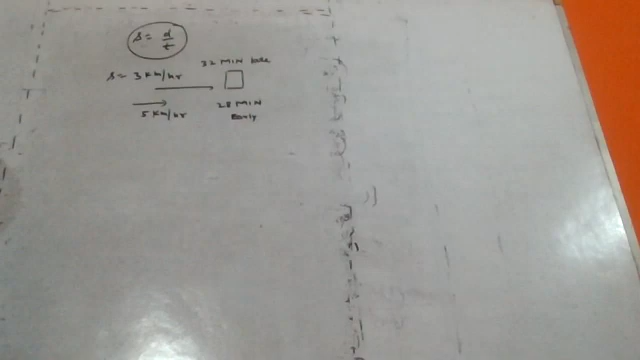 s = d/t
s = 3 km/hr 32 MIN late
5 km/hr 28 MIN
Early